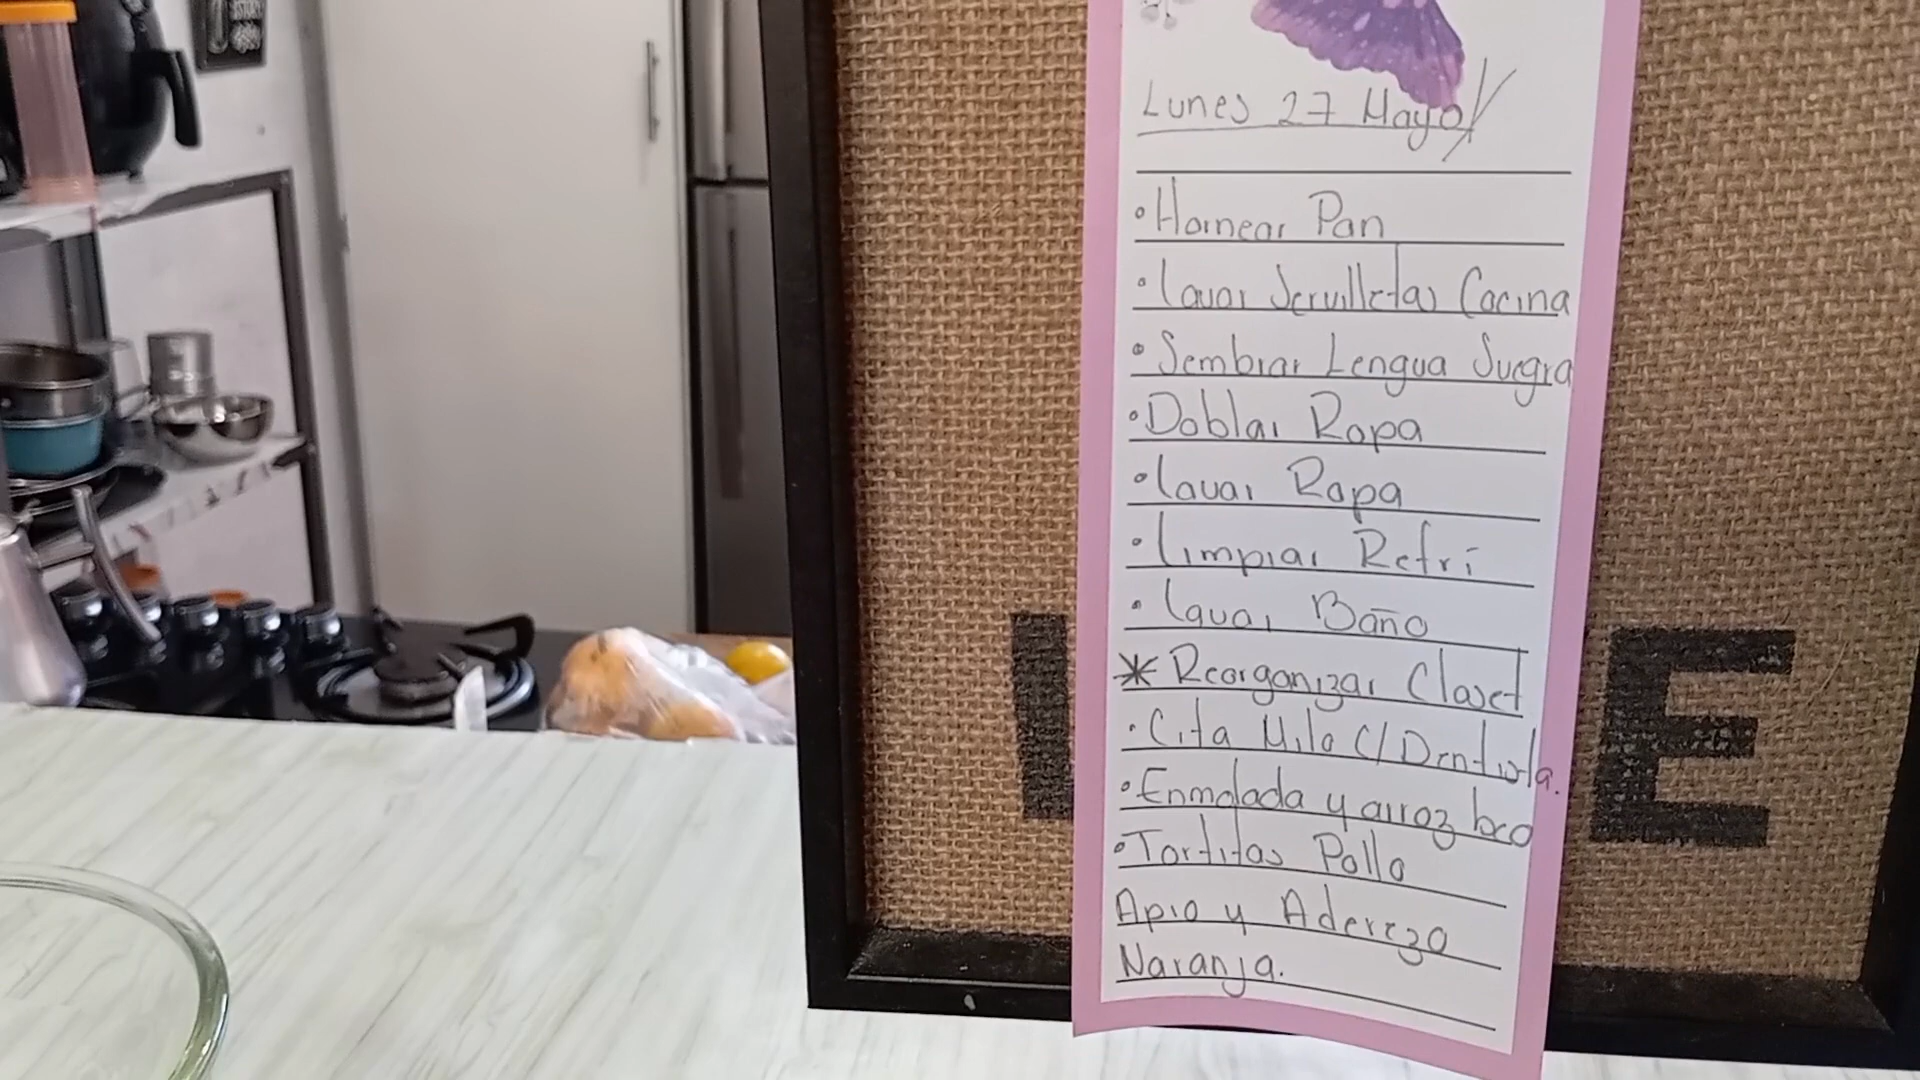 Lunes 27 Mayo
• Hornear Pan
• lavar Servilletas Cocina
• Sembrar Lengua Suegra
• Doblar Ropa
• lavar Ropa
• limpiar Refri
• lavar Baño
* Reorganizar Closet
• Cita Milo c/Dentista.
• Enmolada y arroz bco
• Tortitas Pollo
Apio y Aderezo
Naranja.
E